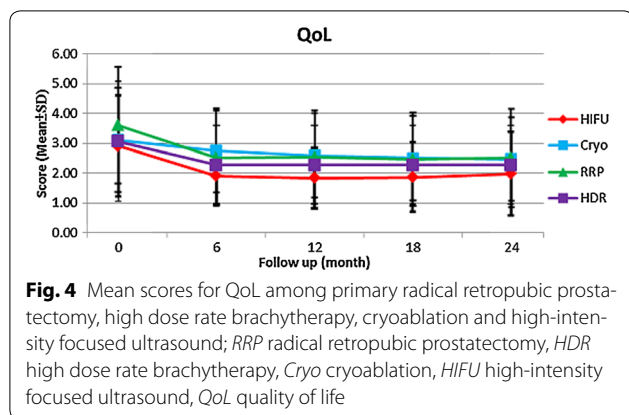 QoL
6.00
5.00
4.00
3.00
2.00
1.00
0.00
Score (Mean±SD)
0 6 12 18 24
Follow up (month)
HIFU
Cryo
RRP
HDR
Fig. 4 Mean scores for QoL among primary radical retropubic prosta-
tectomy, high dose rate brachytherapy, cryoablation and high-inten-
sity focused ultrasound; RRP radical retropubic prostatectomy, HDR
high dose rate brachytherapy, Cryo cryoablation, HIFU high-intensity
focused ultrasound, QoL quality of life